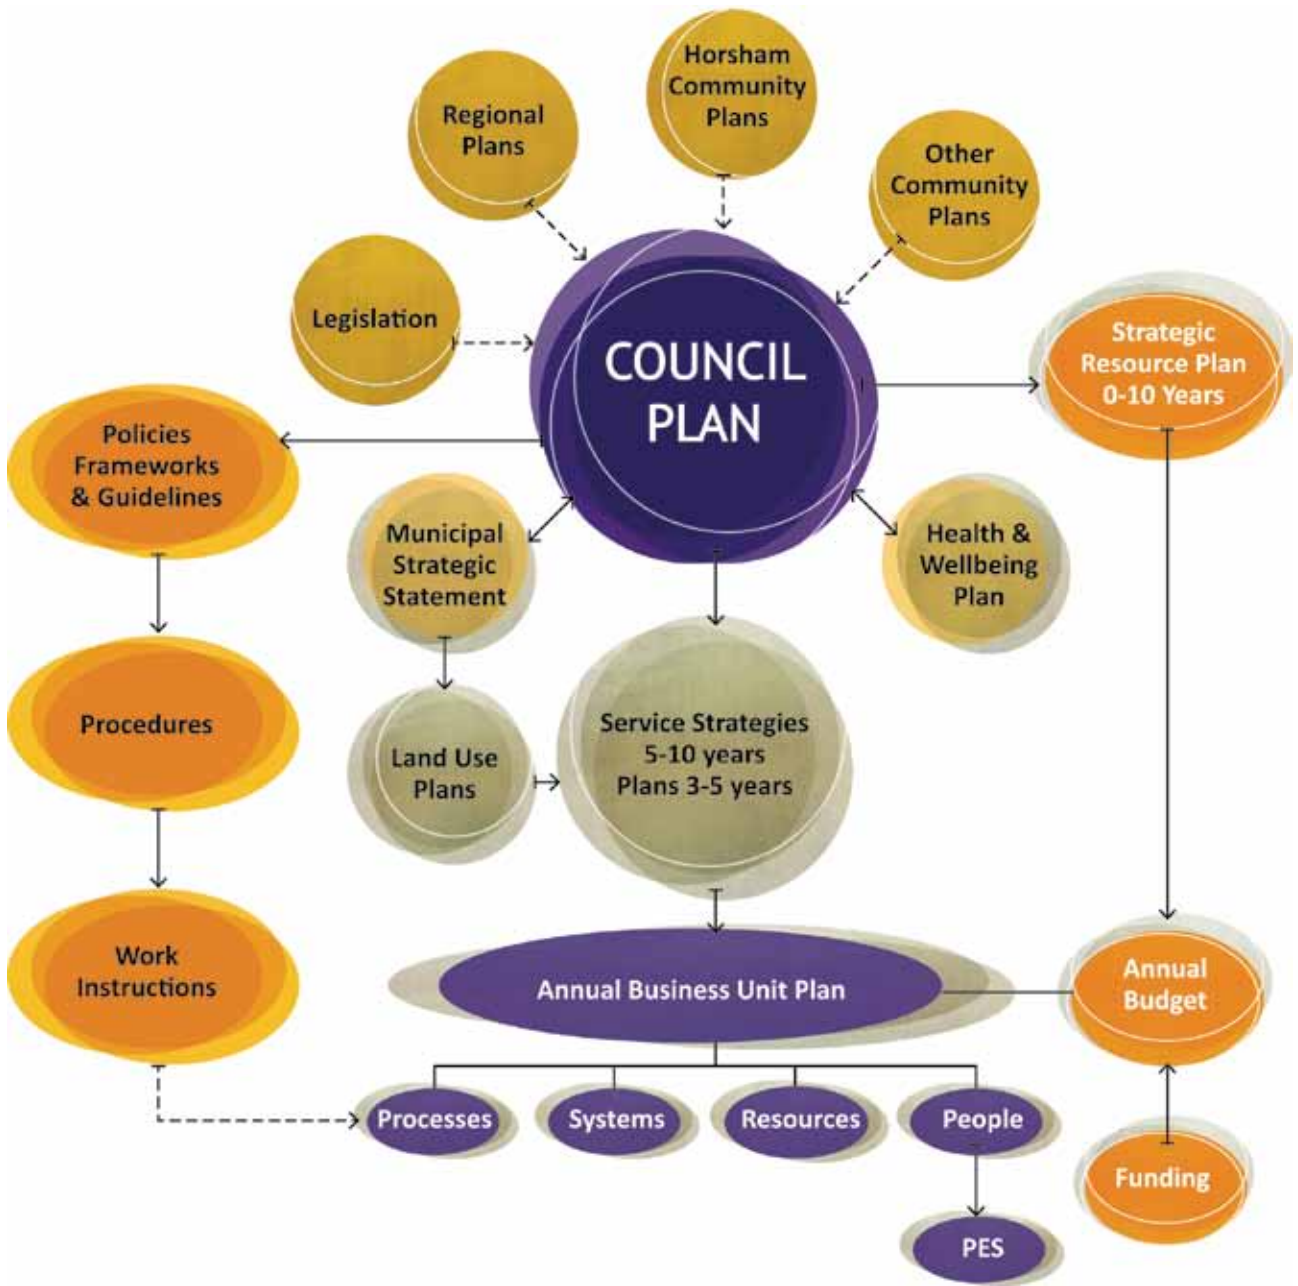 Horsham
Community
Plans
Regional
Plans
Other
Community
Plans
Legislation
COUNCIL
PLAN
Strategic
Resource Plan
0-10 Years
Policies
Frameworks
& Guidelines
Municipal
Strategic
Statement
Health &
Wellbeing
Plan
Procedures
Land Use
Plans
Service Strategies
5-10 years
Plans 3-5 years
Work
Instructions
Annual Business Unit Plan
Annual
Budget
Processes
Systems
Resources
People
Funding
PES